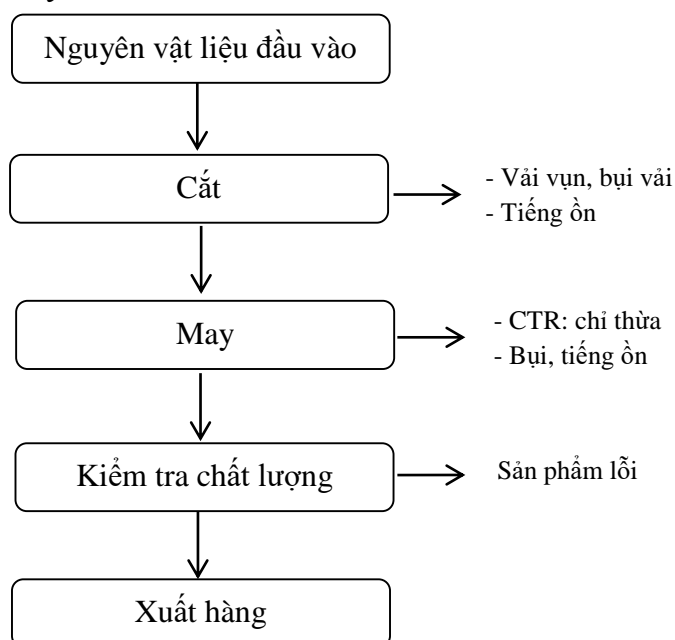 Nguyên vật liệu đầu vào
Cắt
- Vải vụn, bụi vải
- Tiếng ồn
May
- CTR: chỉ thừa
- Bụi, tiếng ồn
Kiểm tra chất lượng
Sản phẩm lỗi
Xuất hàng